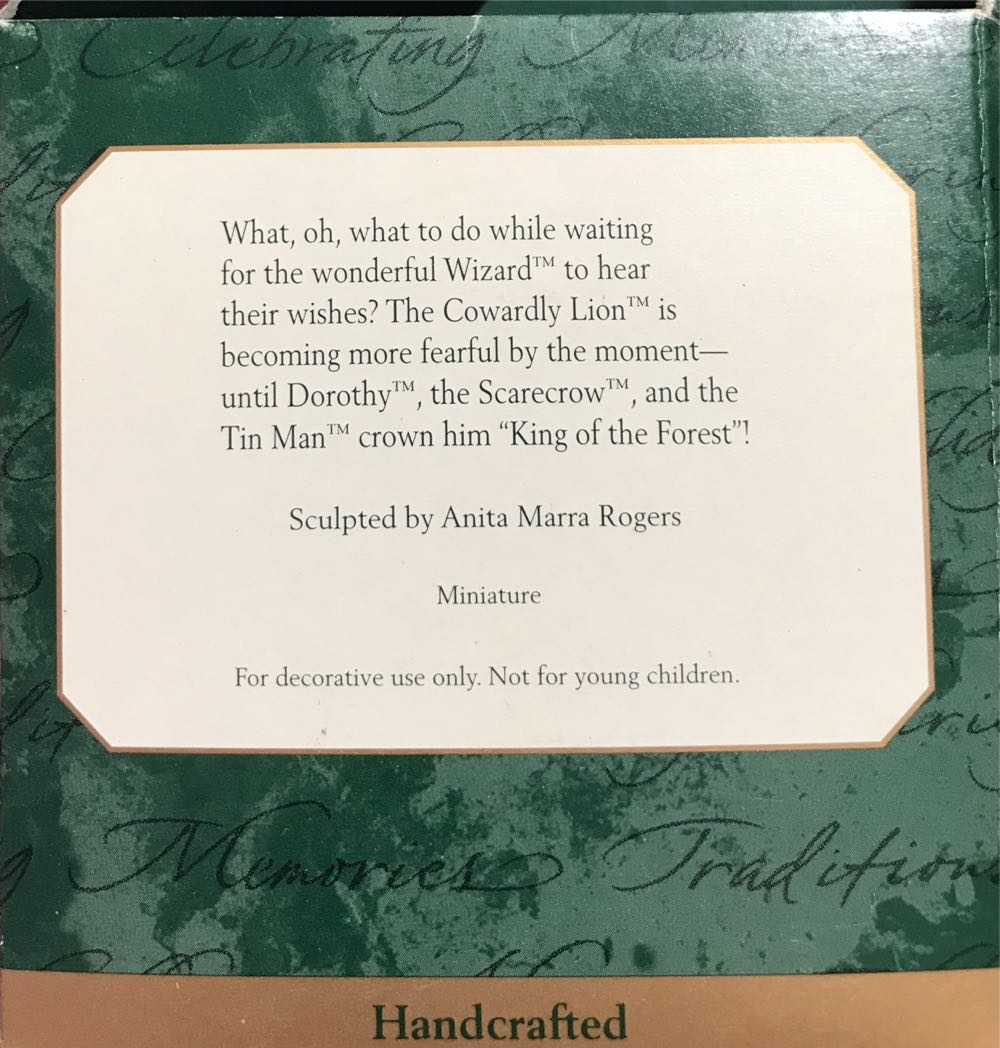 Celebrating
What, oh, what to do while waiting
for the wonderful Wizard™ to hear
their wishes? The Cowardly Lion™ is
becoming more fearful by the moment—
until Dorothy™, the Scarecrow™, and the
Tin Man™ crown him “King of the Forest”!
Sculpted by Anita Marra Rogers
Miniature
For decorative use only. Not for young children.
Memories Traditions
Handcrafted